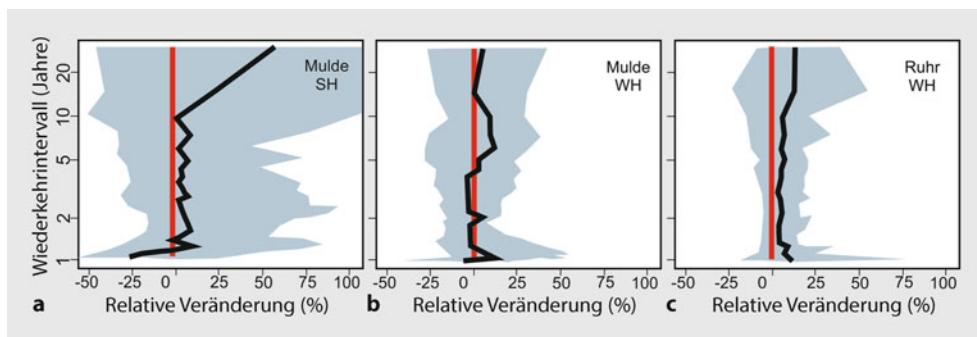 Wiederkehrintervall (Jahre)
20
10
5
2
1
Mulde
SH
Mulde
WH
Ruhr
WH
-50 -25 0 25 50 75 100
-50 -25 0 25 50 75 100
-50 -25 0 25 50 75 100
a Relative Veränderung (%)
b Relative Veränderung (%)
c Relative Veränderung (%)